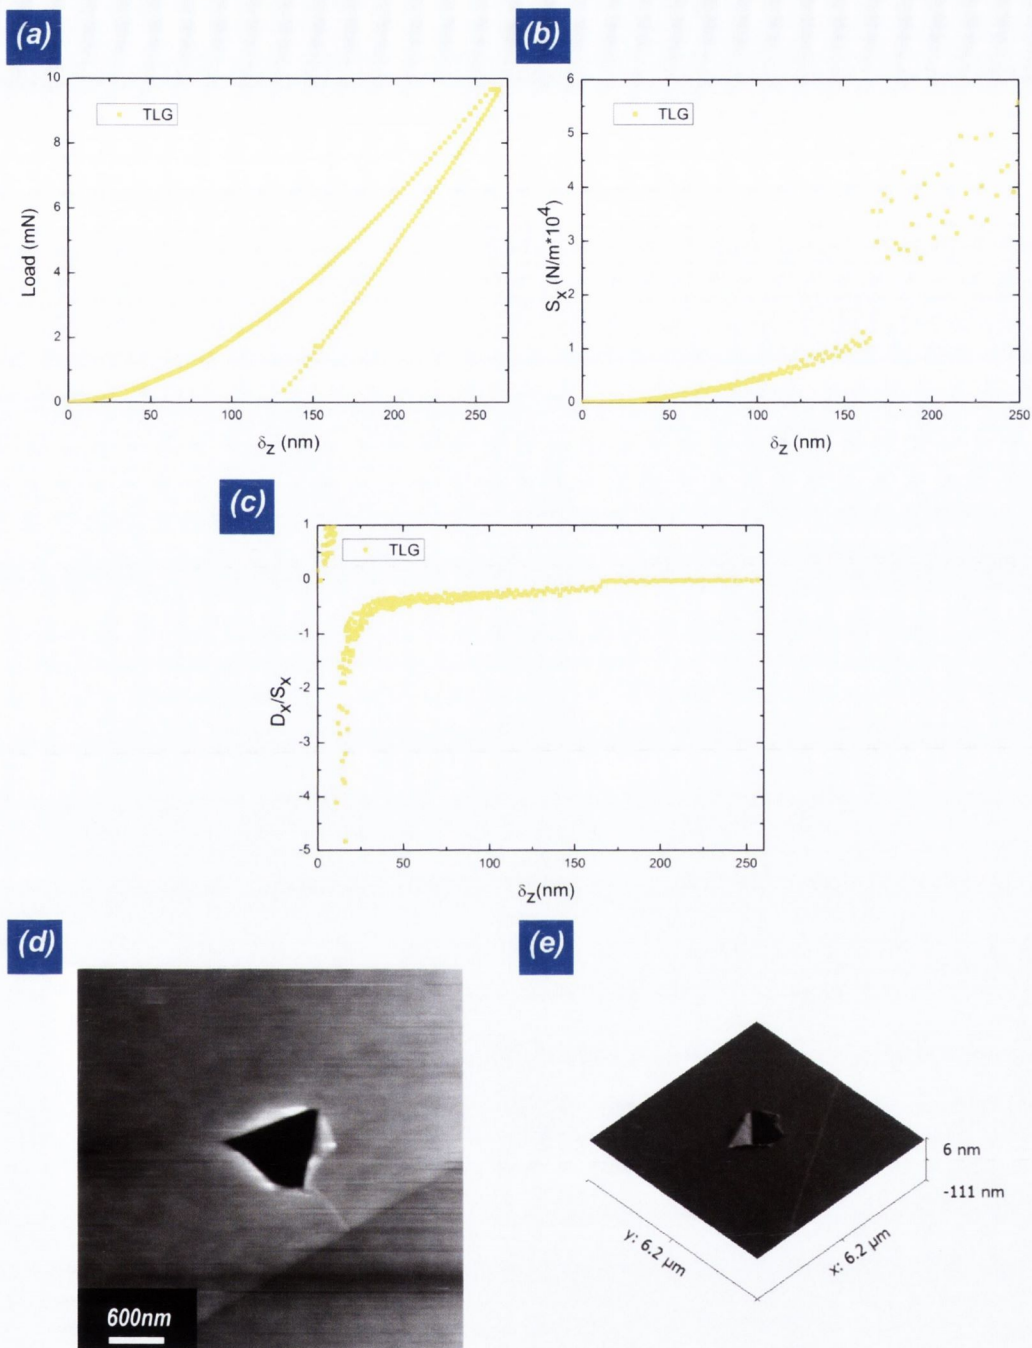 (a)
(b)
10
8
6
4
2
0
Load (mN)
TLG
0 50 100 150 200 250
δz (nm)
6
5
4
3
2
1
0
Sx (N/m*10⁴)
TLG
0 50 100 150 200 250
δz (nm)
(c)
1
0
-1
-2
-3
-4
-5
Dx/Sx
TLG
0 50 100 150 200 250
δz(nm)
(d)
(e)
600nm
6 nm
-111 nm
y: 6.2 µm
x: 6.2 µm